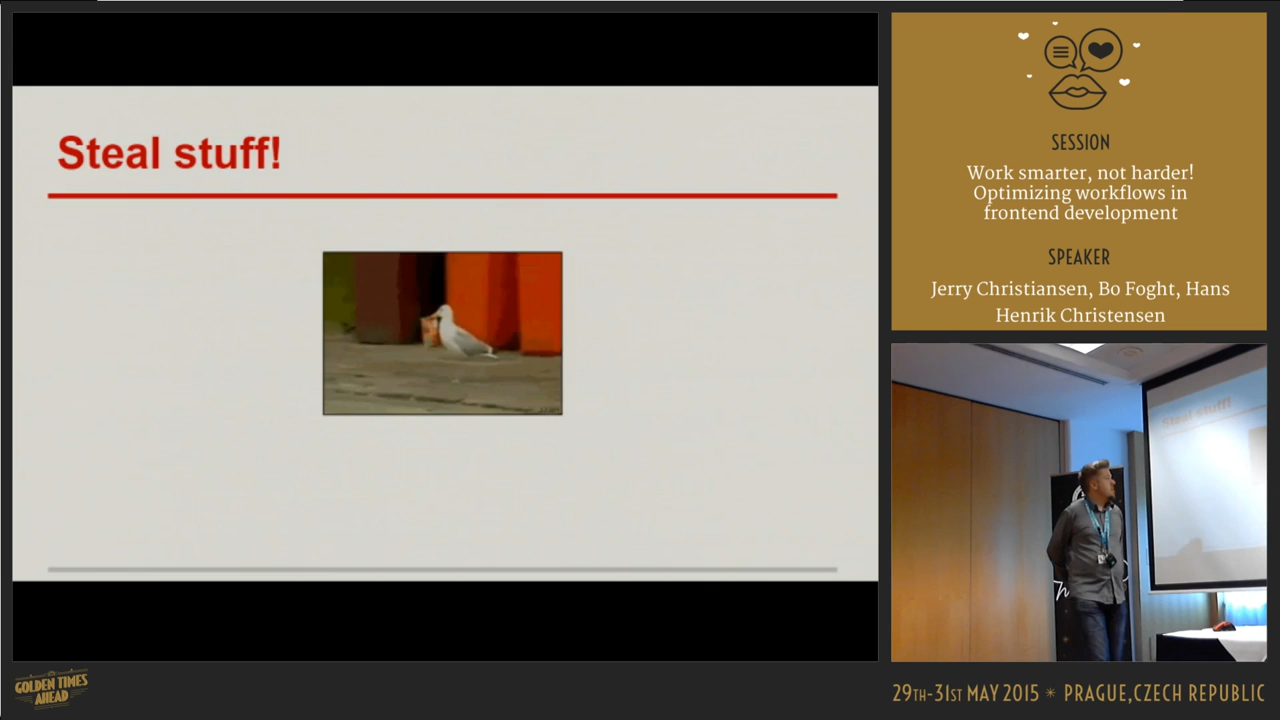 Steal stuff!
SESSION
Work smarter, not harder!
Optimizing workflows in
frontend development
SPEAKER
Jerry Christiansen, Bo Foght, Hans
Henrik Christensen
Steal stuff!
GOLDEN TIMES
AHEAD
29TH-31ST MAY 2015 * PRAGUE,CZECH REPUBLIC